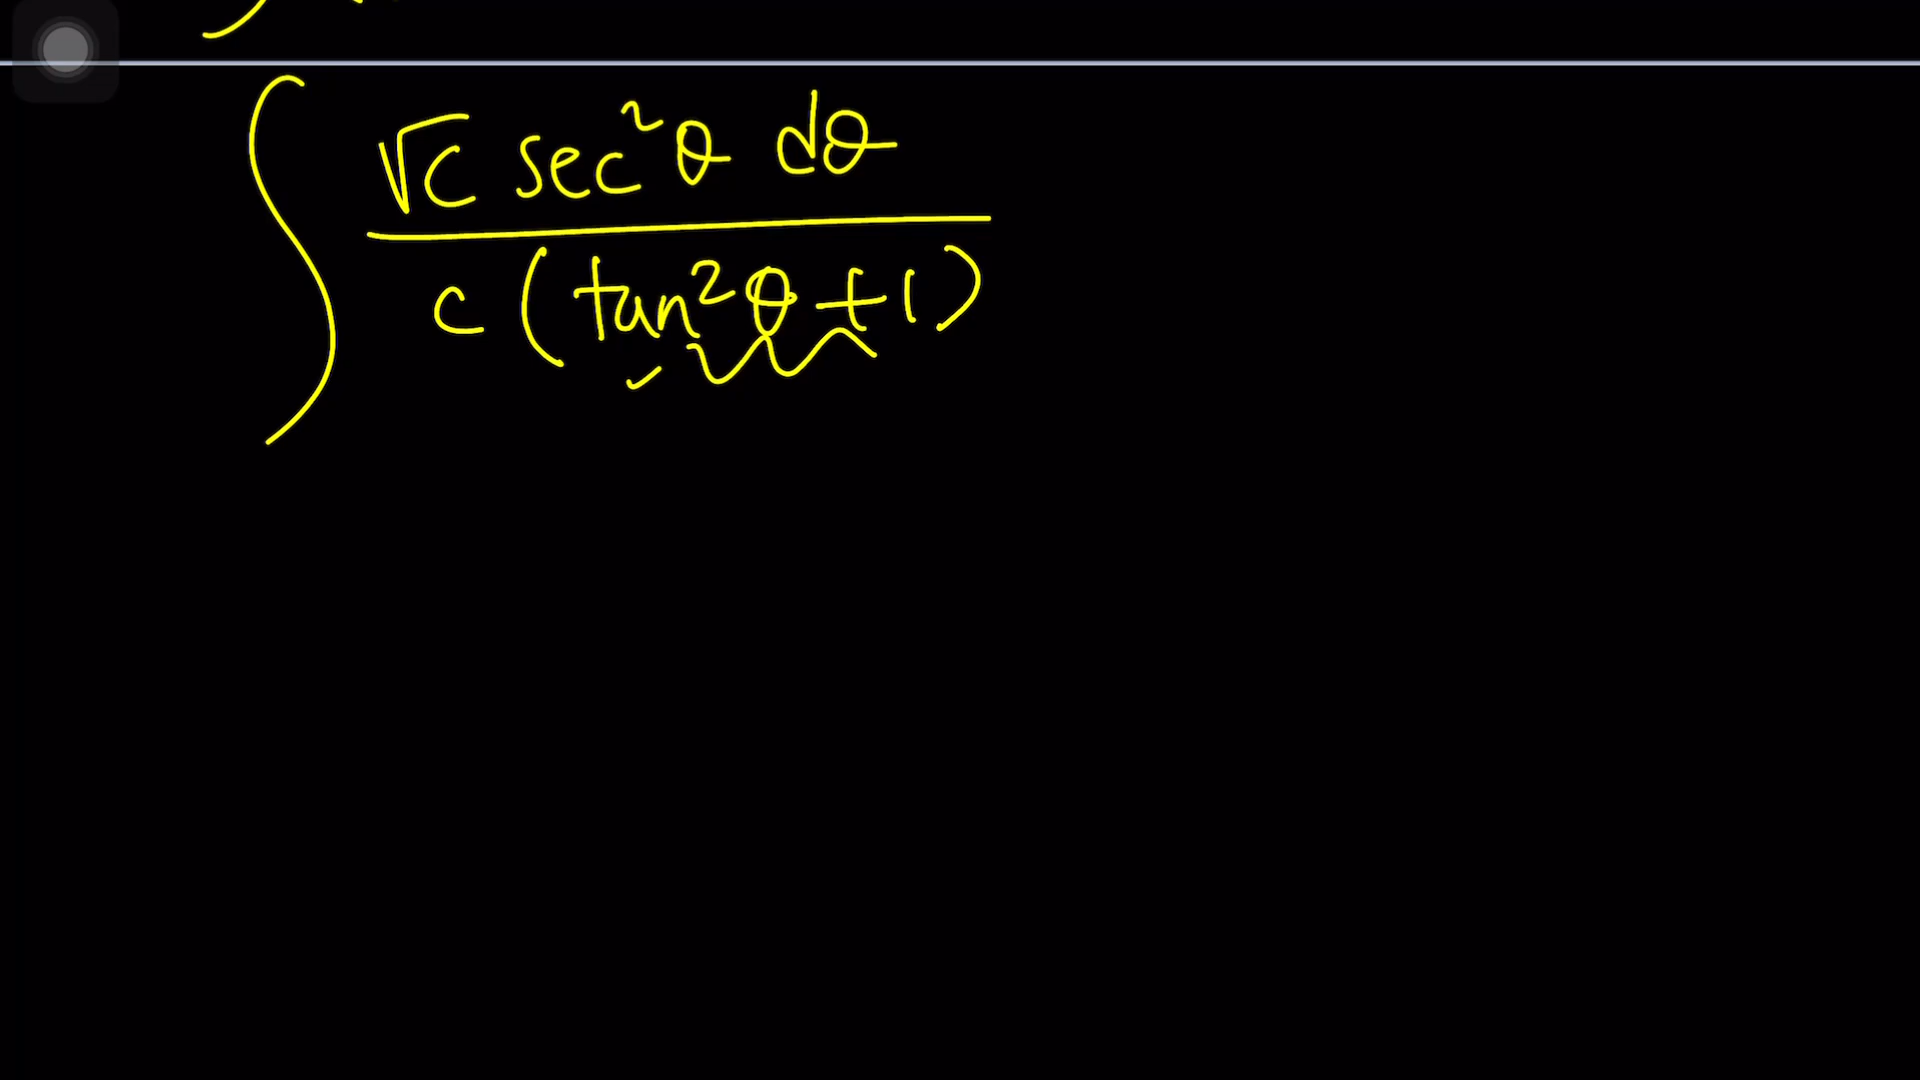 ∫ √c sec²θ dθ
c (tan²θ + 1)